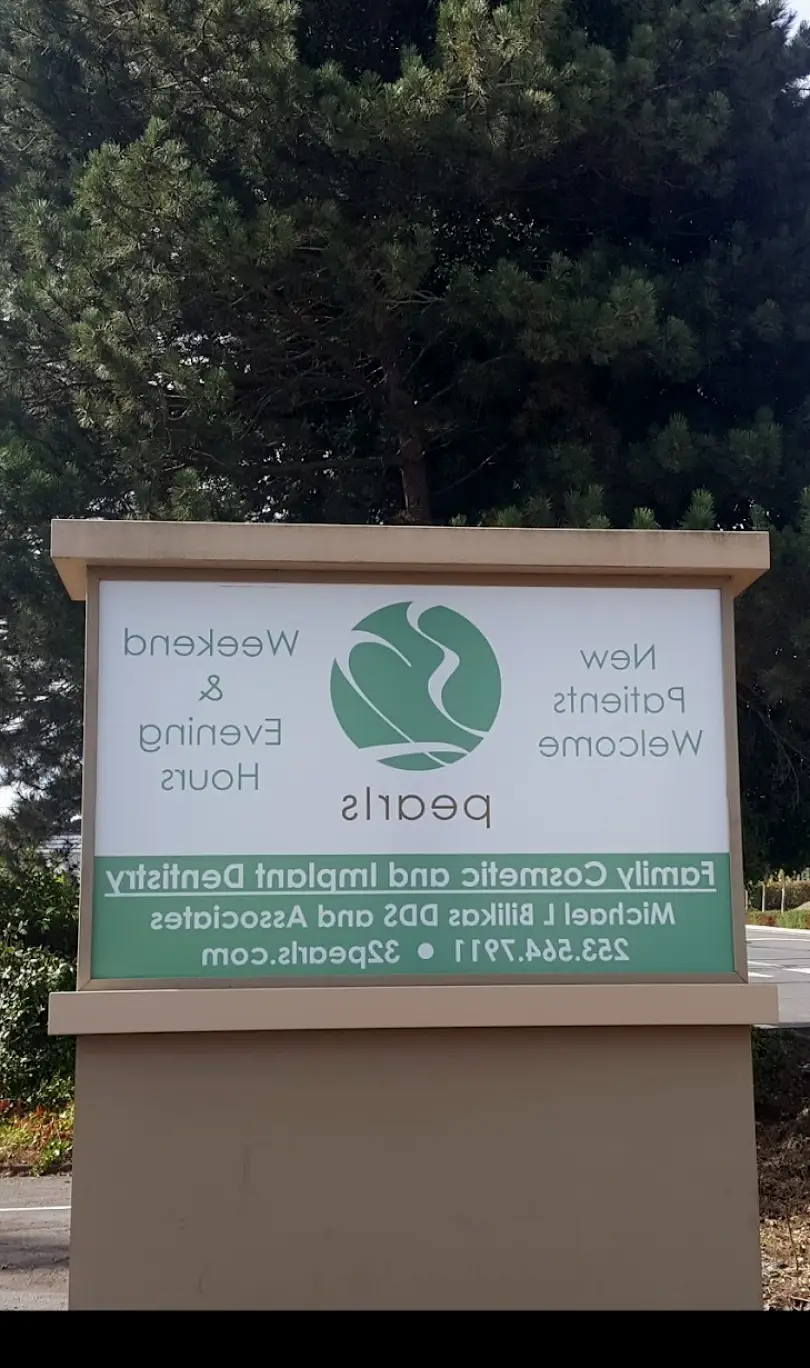 New
Patients
Welcome
pearls
Weekend
&
Evening
Hours
Family Cosmetic and Implant Dentistry
Michael L Bilikas DDS and Associates
253.564.7911 • 32pearls.com